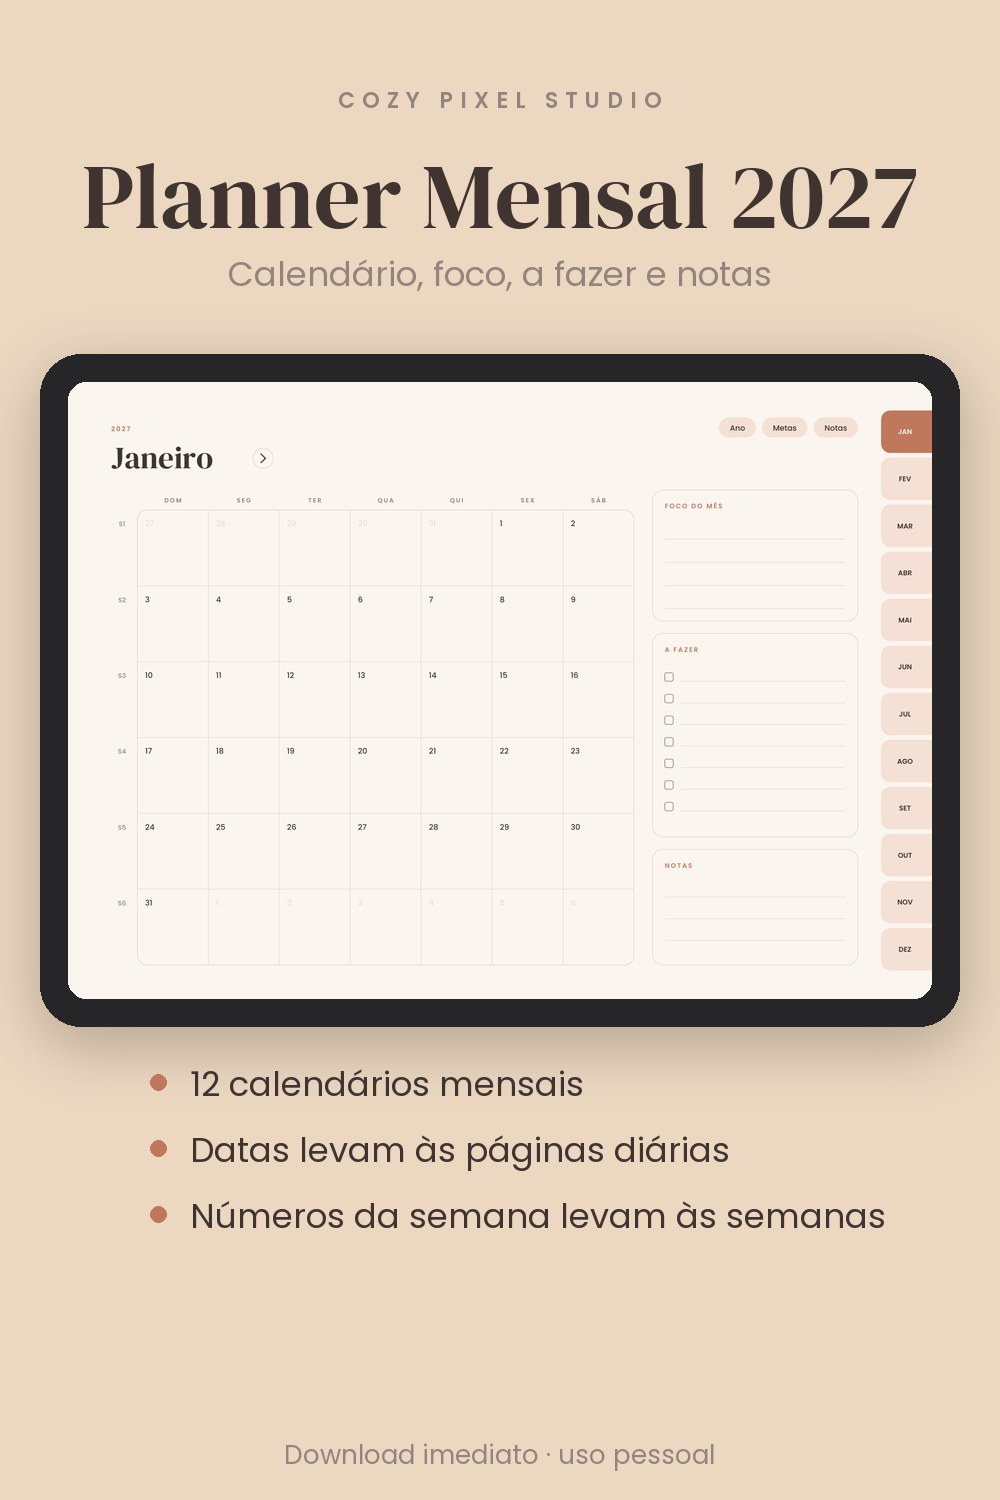 COZY PIXEL STUDIO
Planner Mensal 2027
Calendário, foco, a fazer e notas
2027
Janeiro
Ano Metas Notas
DOM SEG TER QUA QUI SEX SÁB
S1 27 28 29 30 31 1 2
S2 3 4 5 6 7 8 9
S3 10 11 12 13 14 15 16
S4 17 18 19 20 21 22 23
S5 24 25 26 27 28 29 30
S6 31 1 2 3 4 5 6
FOCO DO MÊS
A FAZER
NOTAS
JAN
FEV
MAR
ABR
MAI
JUN
JUL
AGO
SET
OUT
NOV
DEZ
12 calendários mensais
Datas levam às páginas diárias
Números da semana levam às semanas
Download imediato · uso pessoal